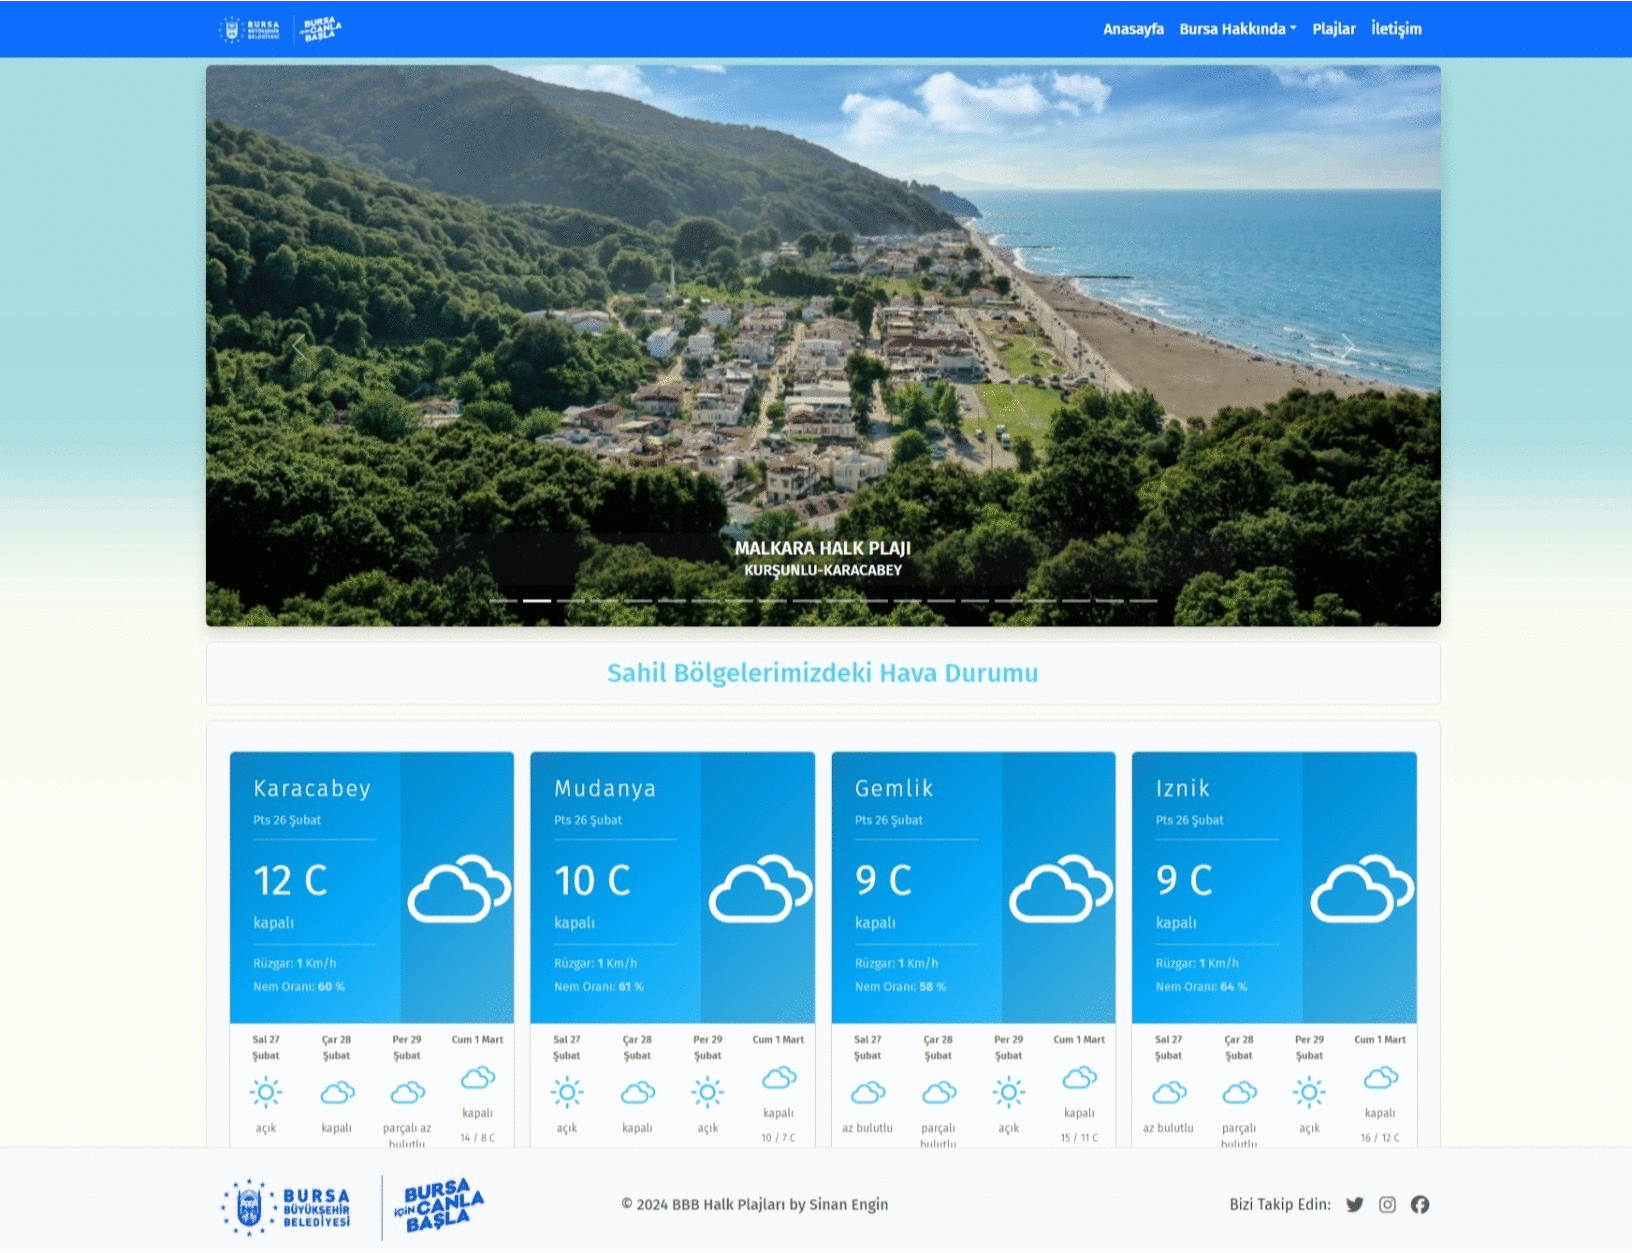 BURSA
BÜYÜKŞEHİR
BELEDİYESİ
BURSA
için CANLA
BAŞLA
Anasayfa Bursa Hakkında Plajlar İletişim
MALKARA HALK PLAJI
KURŞUNLU-KARACABEY
Sahil Bölgelerimizdeki Hava Durumu
Karacabey
Pts 26 Şubat
12 C
kapalı
Rüzgar: 1 Km/h
Nem Oranı: 60 %
Sal 27 Şubat
açık
Çar 28 Şubat
kapalı
Per 29 Şubat
parçalı az
bulutlu
Cum 1 Mart
kapalı
14 / 8 C
Mudanya
Pts 26 Şubat
10 C
kapalı
Rüzgar: 1 Km/h
Nem Oranı: 61 %
Sal 27 Şubat
açık
Çar 28 Şubat
kapalı
Per 29 Şubat
açık
Cum 1 Mart
kapalı
10 / 7 C
Gemlik
Pts 26 Şubat
9 C
kapalı
Rüzgar: 1 Km/h
Nem Oranı: 58 %
Sal 27 Şubat
az bulutlu
Çar 28 Şubat
parçalı
bulutlu
Per 29 Şubat
açık
Cum 1 Mart
kapalı
15 / 11 C
Iznik
Pts 26 Şubat
9 C
kapalı
Rüzgar: 1 Km/h
Nem Oranı: 64 %
Sal 27 Şubat
az bulutlu
Çar 28 Şubat
parçalı
bulutlu
Per 29 Şubat
açık
Cum 1 Mart
kapalı
16 / 12 C
BURSA
BÜYÜKŞEHİR
BELEDİYESİ
BURSA
için CANLA
BAŞLA
© 2024 BBB Halk Plajları by Sinan Engin
Bizi Takip Edin: